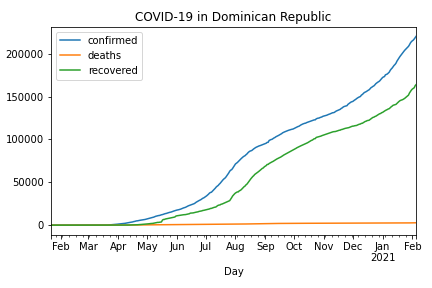 COVID-19 in Dominican Republic
confirmed
deaths
recovered
200000
150000
100000
50000
0
Feb Mar Apr May Jun Jul Aug Sep Oct Nov Dec Jan Feb
2021
Day